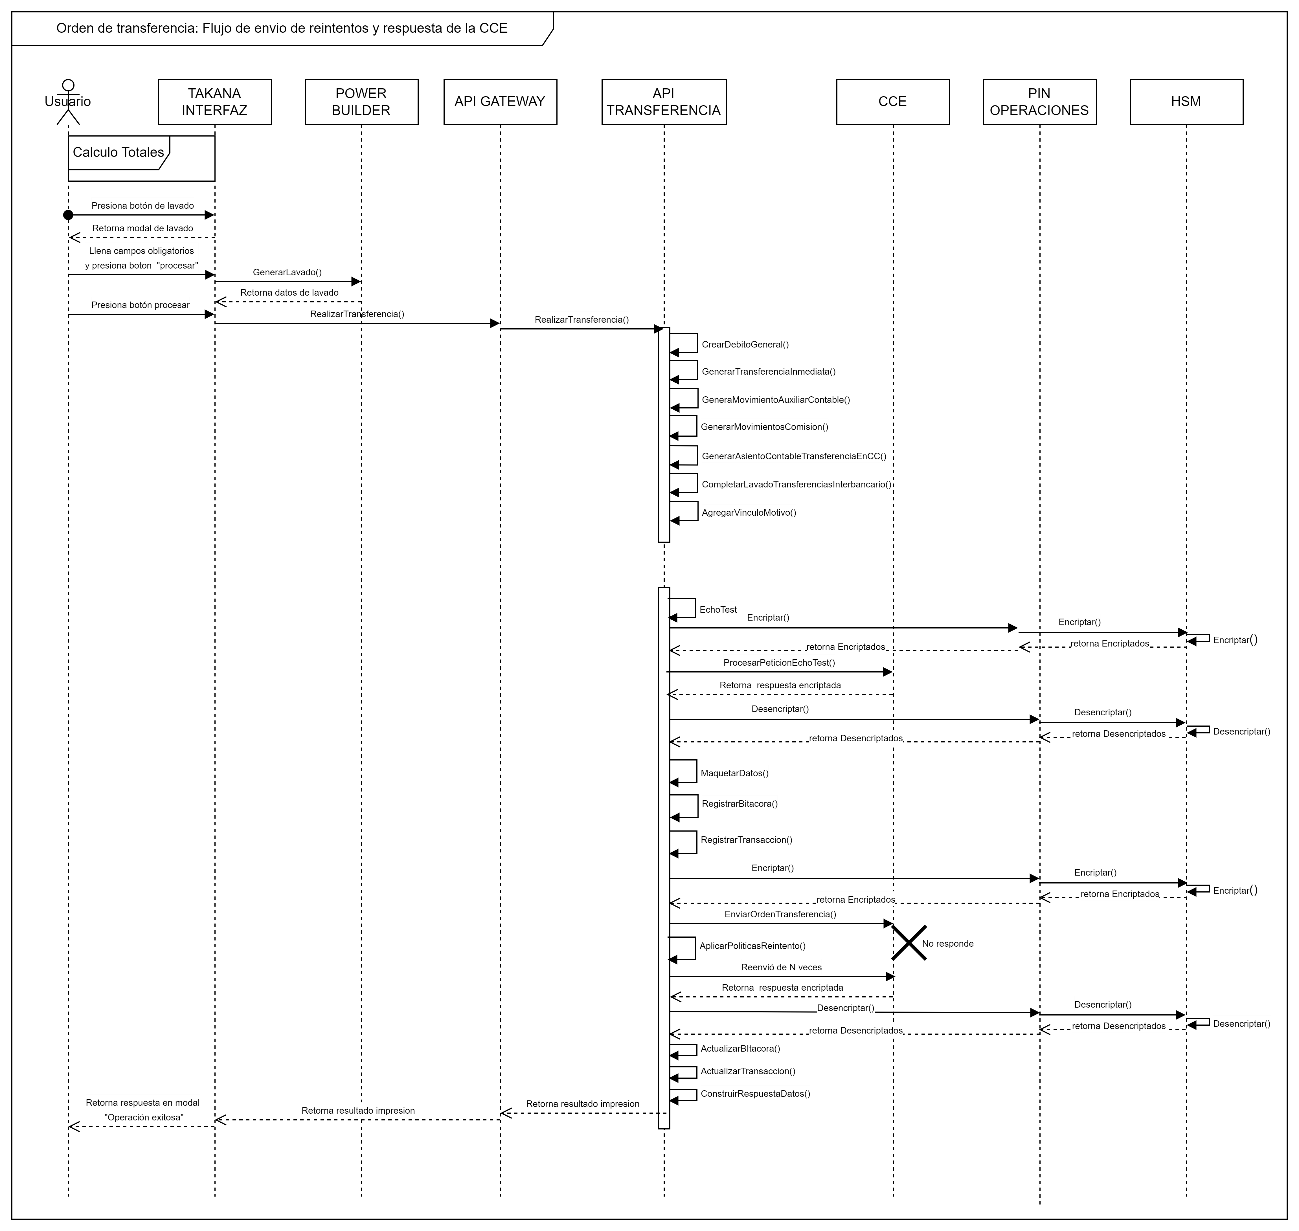 Orden de transferencia: Flujo de envio de reintentos y respuesta de la CCE
Usuario
TAKANA
INTERFAZ
POWER
BUILDER
API GATEWAY
API
TRANSFERENCIA
CCE
PIN
OPERACIONES
HSM
Calculo Totales
Presiona botón de lavado
Retorna modal de lavado
Llena campos obligatorios
y presiona boton "procesar"
GenerarLavado()
Retorna datos de lavado
Presiona botón procesar
RealizarTransferencia()
RealizarTransferencia()
CrearDebitoGeneral()
GenerarTransferenciaInmediata()
GeneraMovimientoAuxiliarContable()
GenerarMovimientosComision()
GenerarAsientoContableTransferenciaEnCC()
CompletarLavadoTransferenciasInterbancario()
AgregarVinculoMotivo()
EchoTest
Encriptar()
Encriptar()
Encriptar()
retorna Encriptados
retorna Encriptados
ProcesarPeticionEchoTest()
Retorna respuesta encriptada
Desencriptar()
Desencriptar()
Desencriptar()
retorna Desencriptados
retorna Desencriptados
MaquetarDatos()
RegistrarBitacora()
RegistrarTransaccion()
Encriptar()
Encriptar()
Encriptar()
retorna Encriptados
retorna Encriptados
EnviarOrdenTransferencia()
No responde
AplicarPoliticasReintento()
Reenvió de N veces
Retorna respuesta encriptada
Desencriptar()
Desencriptar()
Desencriptar()
retorna Desencriptados
retorna Desencriptados
ActualizarBItacora()
ActualizarTransaccion()
ConstruirRespuestaDatos()
Retorna resultado impresion
Retorna resultado impresion
Retorna respuesta en modal
"Operación exitosa"